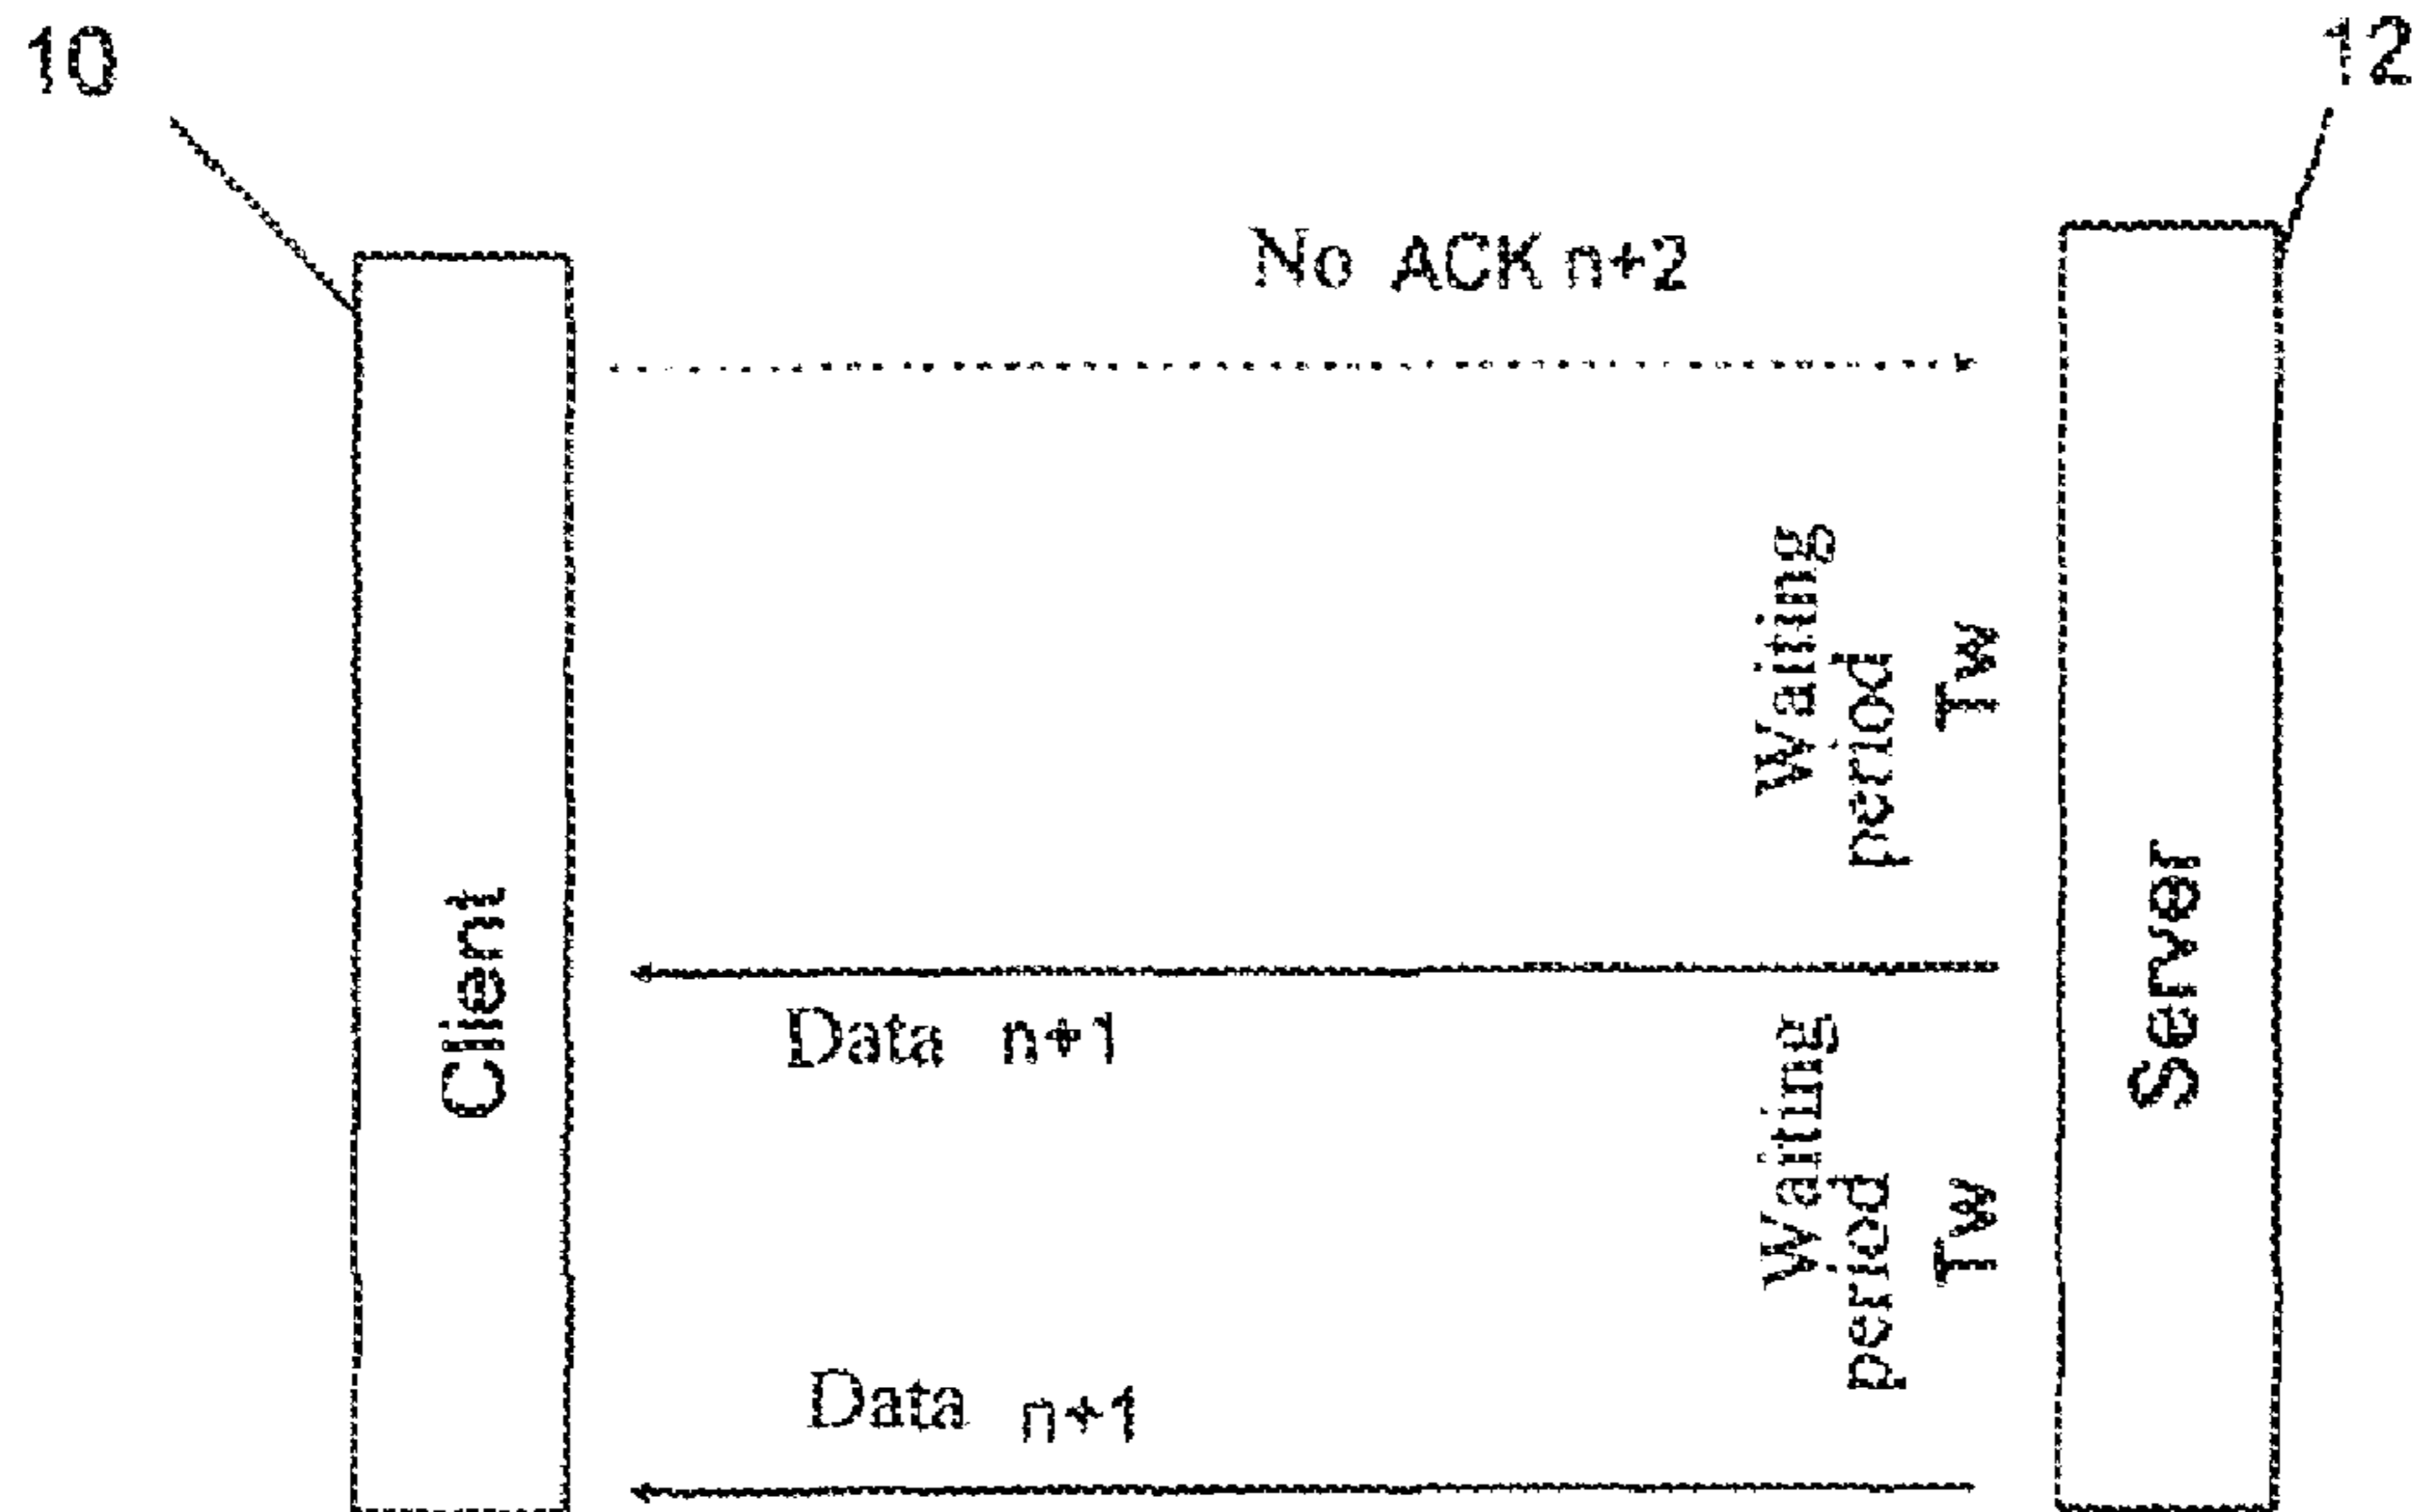 10
12
No ACK n+2
Waiting
period
Tw
Client
Server
Data n+1
Waiting
period
Tw
Data n+1